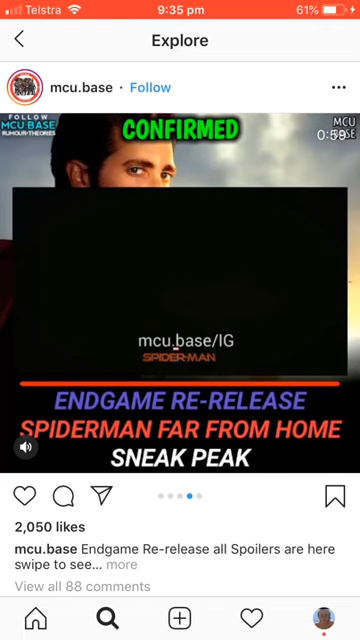 Telstra
9:35 pm
61%
Explore
mcu.base · Follow
FOLLOW
MCU BASE
RUMOUR-THEORIES
CONFIRMED
MCU
BASE
0:59
mcu.base/IG
SPIDER-MAN
ENDGAME RE-RELEASE
SPIDERMAN FAR FROM HOME
SNEAK PEAK
2,050 likes
mcu.base Endgame Re-release all Spoilers are here
swipe to see... more
View all 88 comments